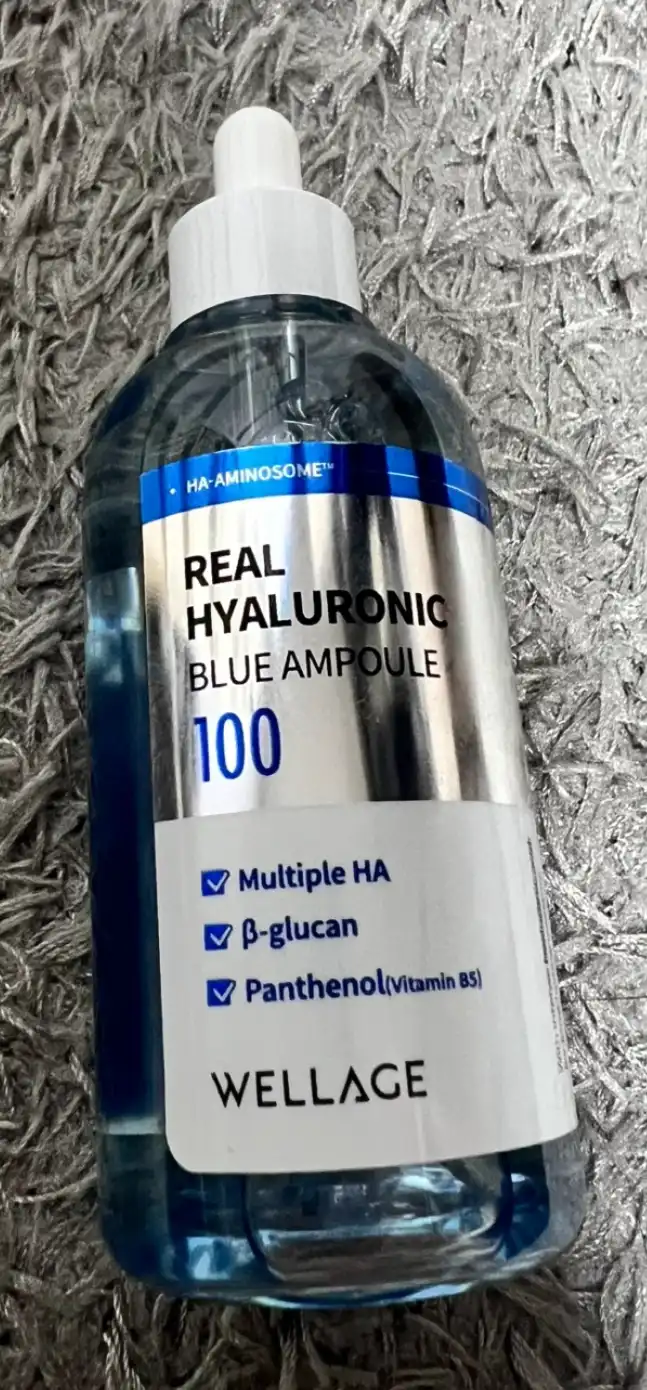 HA-AMINOSOME™
REAL
HYALURONIC
BLUE AMPOULE
100
Multiple HA
β-glucan
Panthenol(Vitamin B5)
WELLAGE